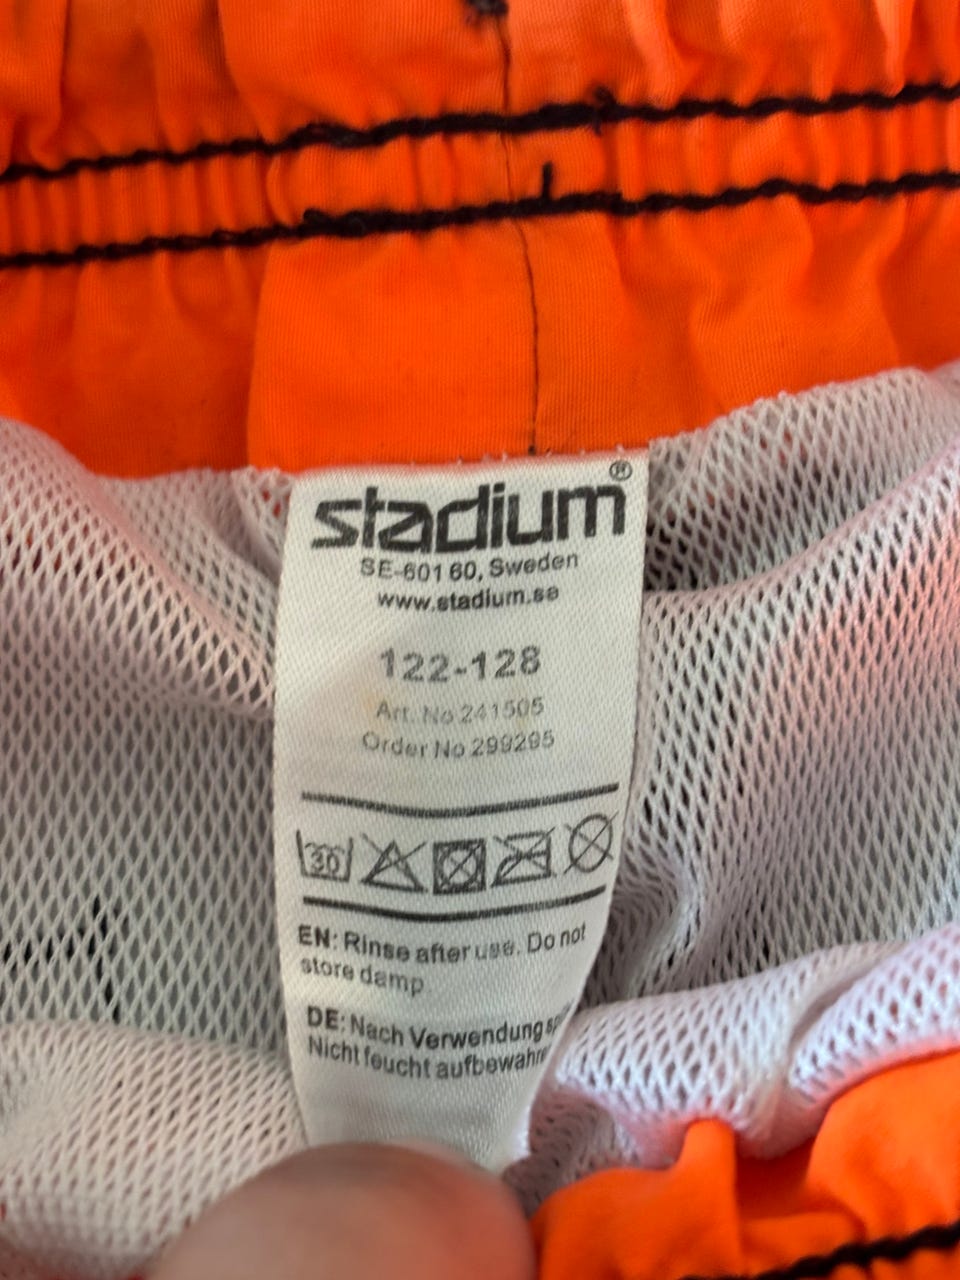 stadium®
SE-601 60, Sweden
www.stadium.se
122-128
Art. No 241505
Order No 299295
30
EN: Rinse after use. Do not
store damp
DE: Nach Verwendung
Nicht feucht